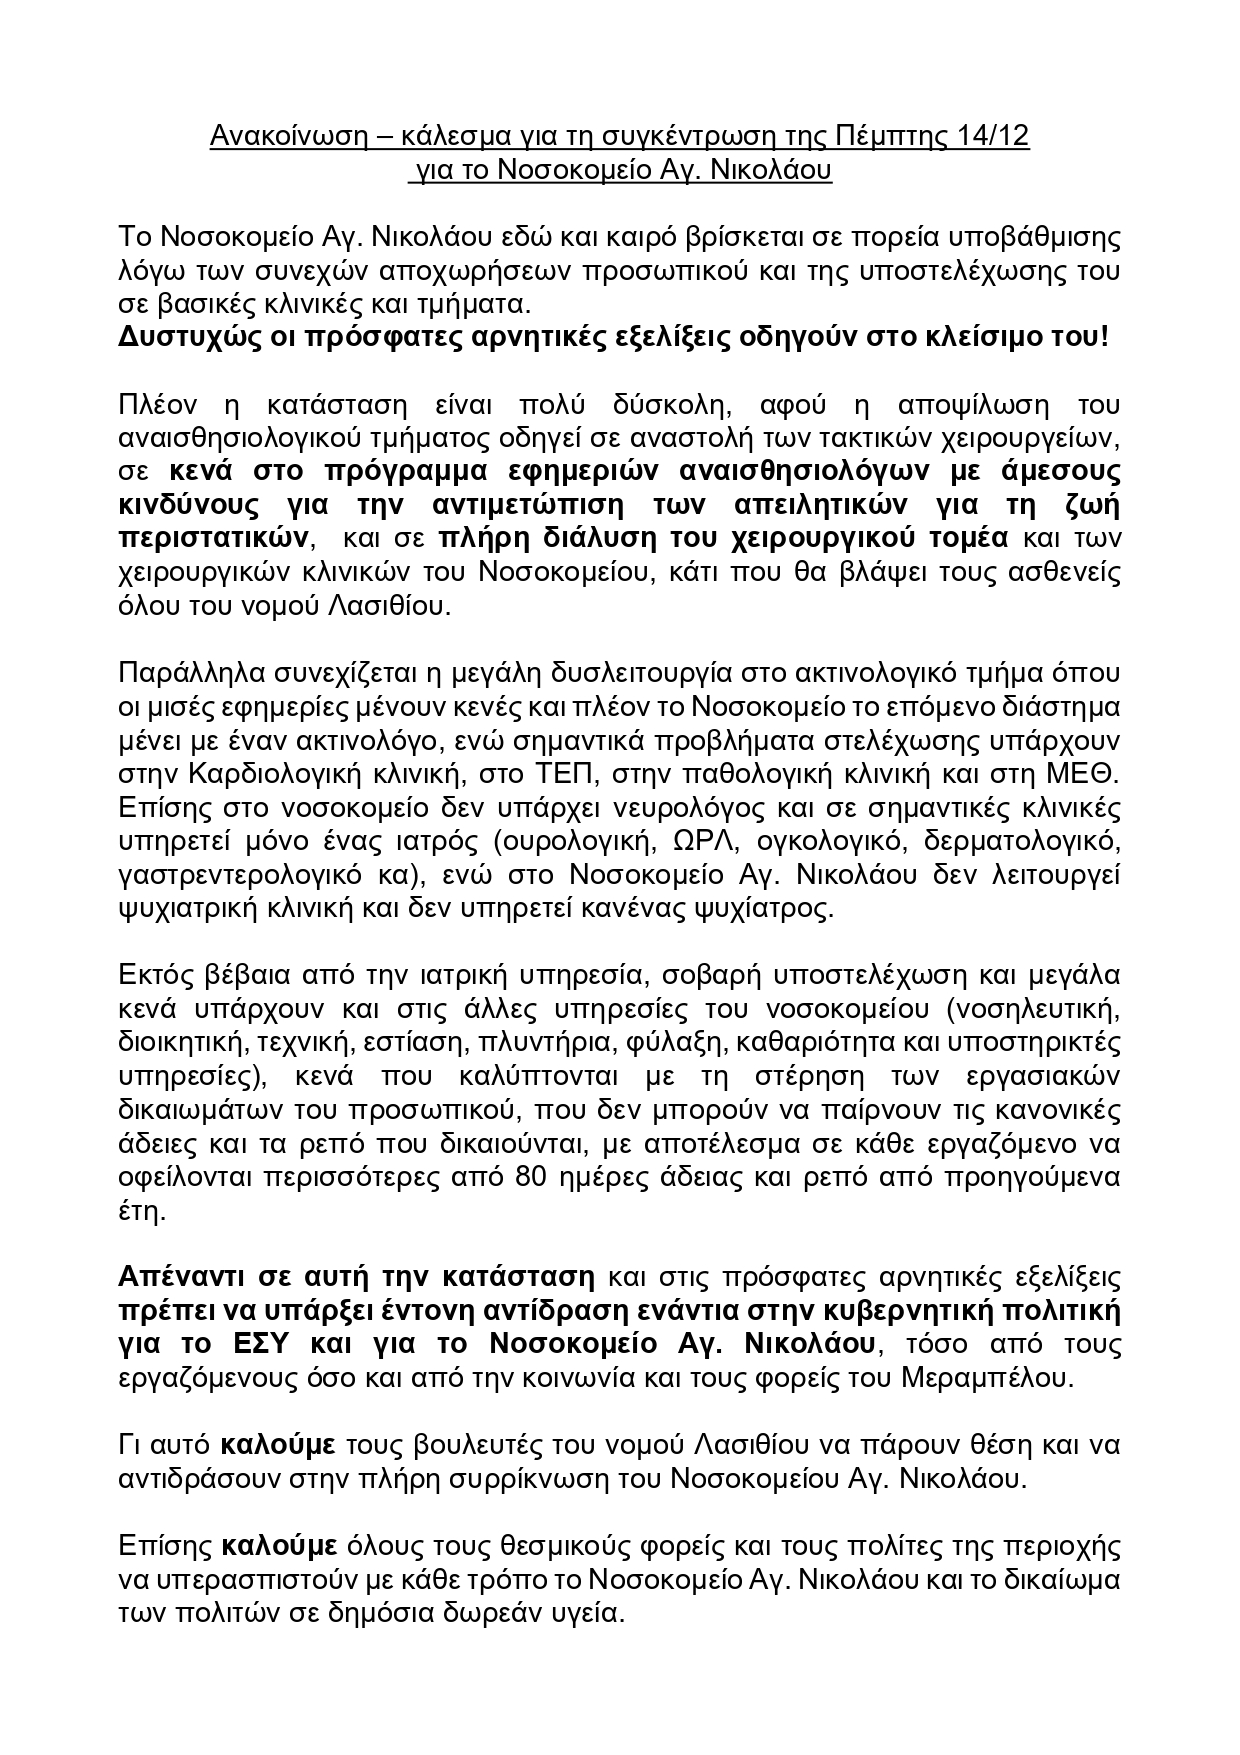 Ανακοίνωση – κάλεσμα για τη συγκέντρωση της Πέμπτης 14/12
για το Νοσοκομείο Αγ. Νικολάου
Το Νοσοκομείο Αγ. Νικολάου εδώ και καιρό βρίσκεται σε πορεία υποβάθμισης
λόγω των συνεχών αποχωρήσεων προσωπικού και της υποστελέχωσης του
σε βασικές κλινικές και τμήματα.
Δυστυχώς οι πρόσφατες αρνητικές εξελίξεις οδηγούν στο κλείσιμο του!
Πλέον η κατάσταση είναι πολύ δύσκολη, αφού η αποψίλωση του
αναισθησιολογικού τμήματος οδηγεί σε αναστολή των τακτικών χειρουργείων,
σε κενά στο πρόγραμμα εφημεριών αναισθησιολόγων με άμεσους
κινδύνους για την αντιμετώπιση των απειλητικών για τη ζωή
περιστατικών, και σε πλήρη διάλυση του χειρουργικού τομέα και των
χειρουργικών κλινικών του Νοσοκομείου, κάτι που θα βλάψει τους ασθενείς
όλου του νομού Λασιθίου.
Παράλληλα συνεχίζεται η μεγάλη δυσλειτουργία στο ακτινολογικό τμήμα όπου
οι μισές εφημερίες μένουν κενές και πλέον το Νοσοκομείο το επόμενο διάστημα
μένει με έναν ακτινολόγο, ενώ σημαντικά προβλήματα στελέχωσης υπάρχουν
στην Καρδιολογική κλινική, στο ΤΕΠ, στην παθολογική κλινική και στη ΜΕΘ.
Επίσης στο νοσοκομείο δεν υπάρχει νευρολόγος και σε σημαντικές κλινικές
υπηρετεί μόνο ένας ιατρός (ουρολογική, ΩΡΛ, ογκολογικό, δερματολογικό,
γαστρεντερολογικό κα), ενώ στο Νοσοκομείο Αγ. Νικολάου δεν λειτουργεί
ψυχιατρική κλινική και δεν υπηρετεί κανένας ψυχίατρος.
Εκτός βέβαια από την ιατρική υπηρεσία, σοβαρή υποστελέχωση και μεγάλα
κενά υπάρχουν και στις άλλες υπηρεσίες του νοσοκομείου (νοσηλευτική,
διοικητική, τεχνική, εστίαση, πλυντήρια, φύλαξη, καθαριότητα και υποστηρικτές
υπηρεσίες), κενά που καλύπτονται με τη στέρηση των εργασιακών
δικαιωμάτων του προσωπικού, που δεν μπορούν να παίρνουν τις κανονικές
άδειες και τα ρεπό που δικαιούνται, με αποτέλεσμα σε κάθε εργαζόμενο να
οφείλονται περισσότερες από 80 ημέρες άδειας και ρεπό από προηγούμενα
έτη.
Απέναντι σε αυτή την κατάσταση και στις πρόσφατες αρνητικές εξελίξεις
πρέπει να υπάρξει έντονη αντίδραση ενάντια στην κυβερνητική πολιτική
για το ΕΣΥ και για το Νοσοκομείο Αγ. Νικολάου, τόσο από τους
εργαζόμενους όσο και από την κοινωνία και τους φορείς του Μεραμπέλου.
Γι αυτό καλούμε τους βουλευτές του νομού Λασιθίου να πάρουν θέση και να
αντιδράσουν στην πλήρη συρρίκνωση του Νοσοκομείου Αγ. Νικολάου.
Επίσης καλούμε όλους τους θεσμικούς φορείς και τους πολίτες της περιοχής
να υπερασπιστούν με κάθε τρόπο το Νοσοκομείο Αγ. Νικολάου και το δικαίωμα
των πολιτών σε δημόσια δωρεάν υγεία.